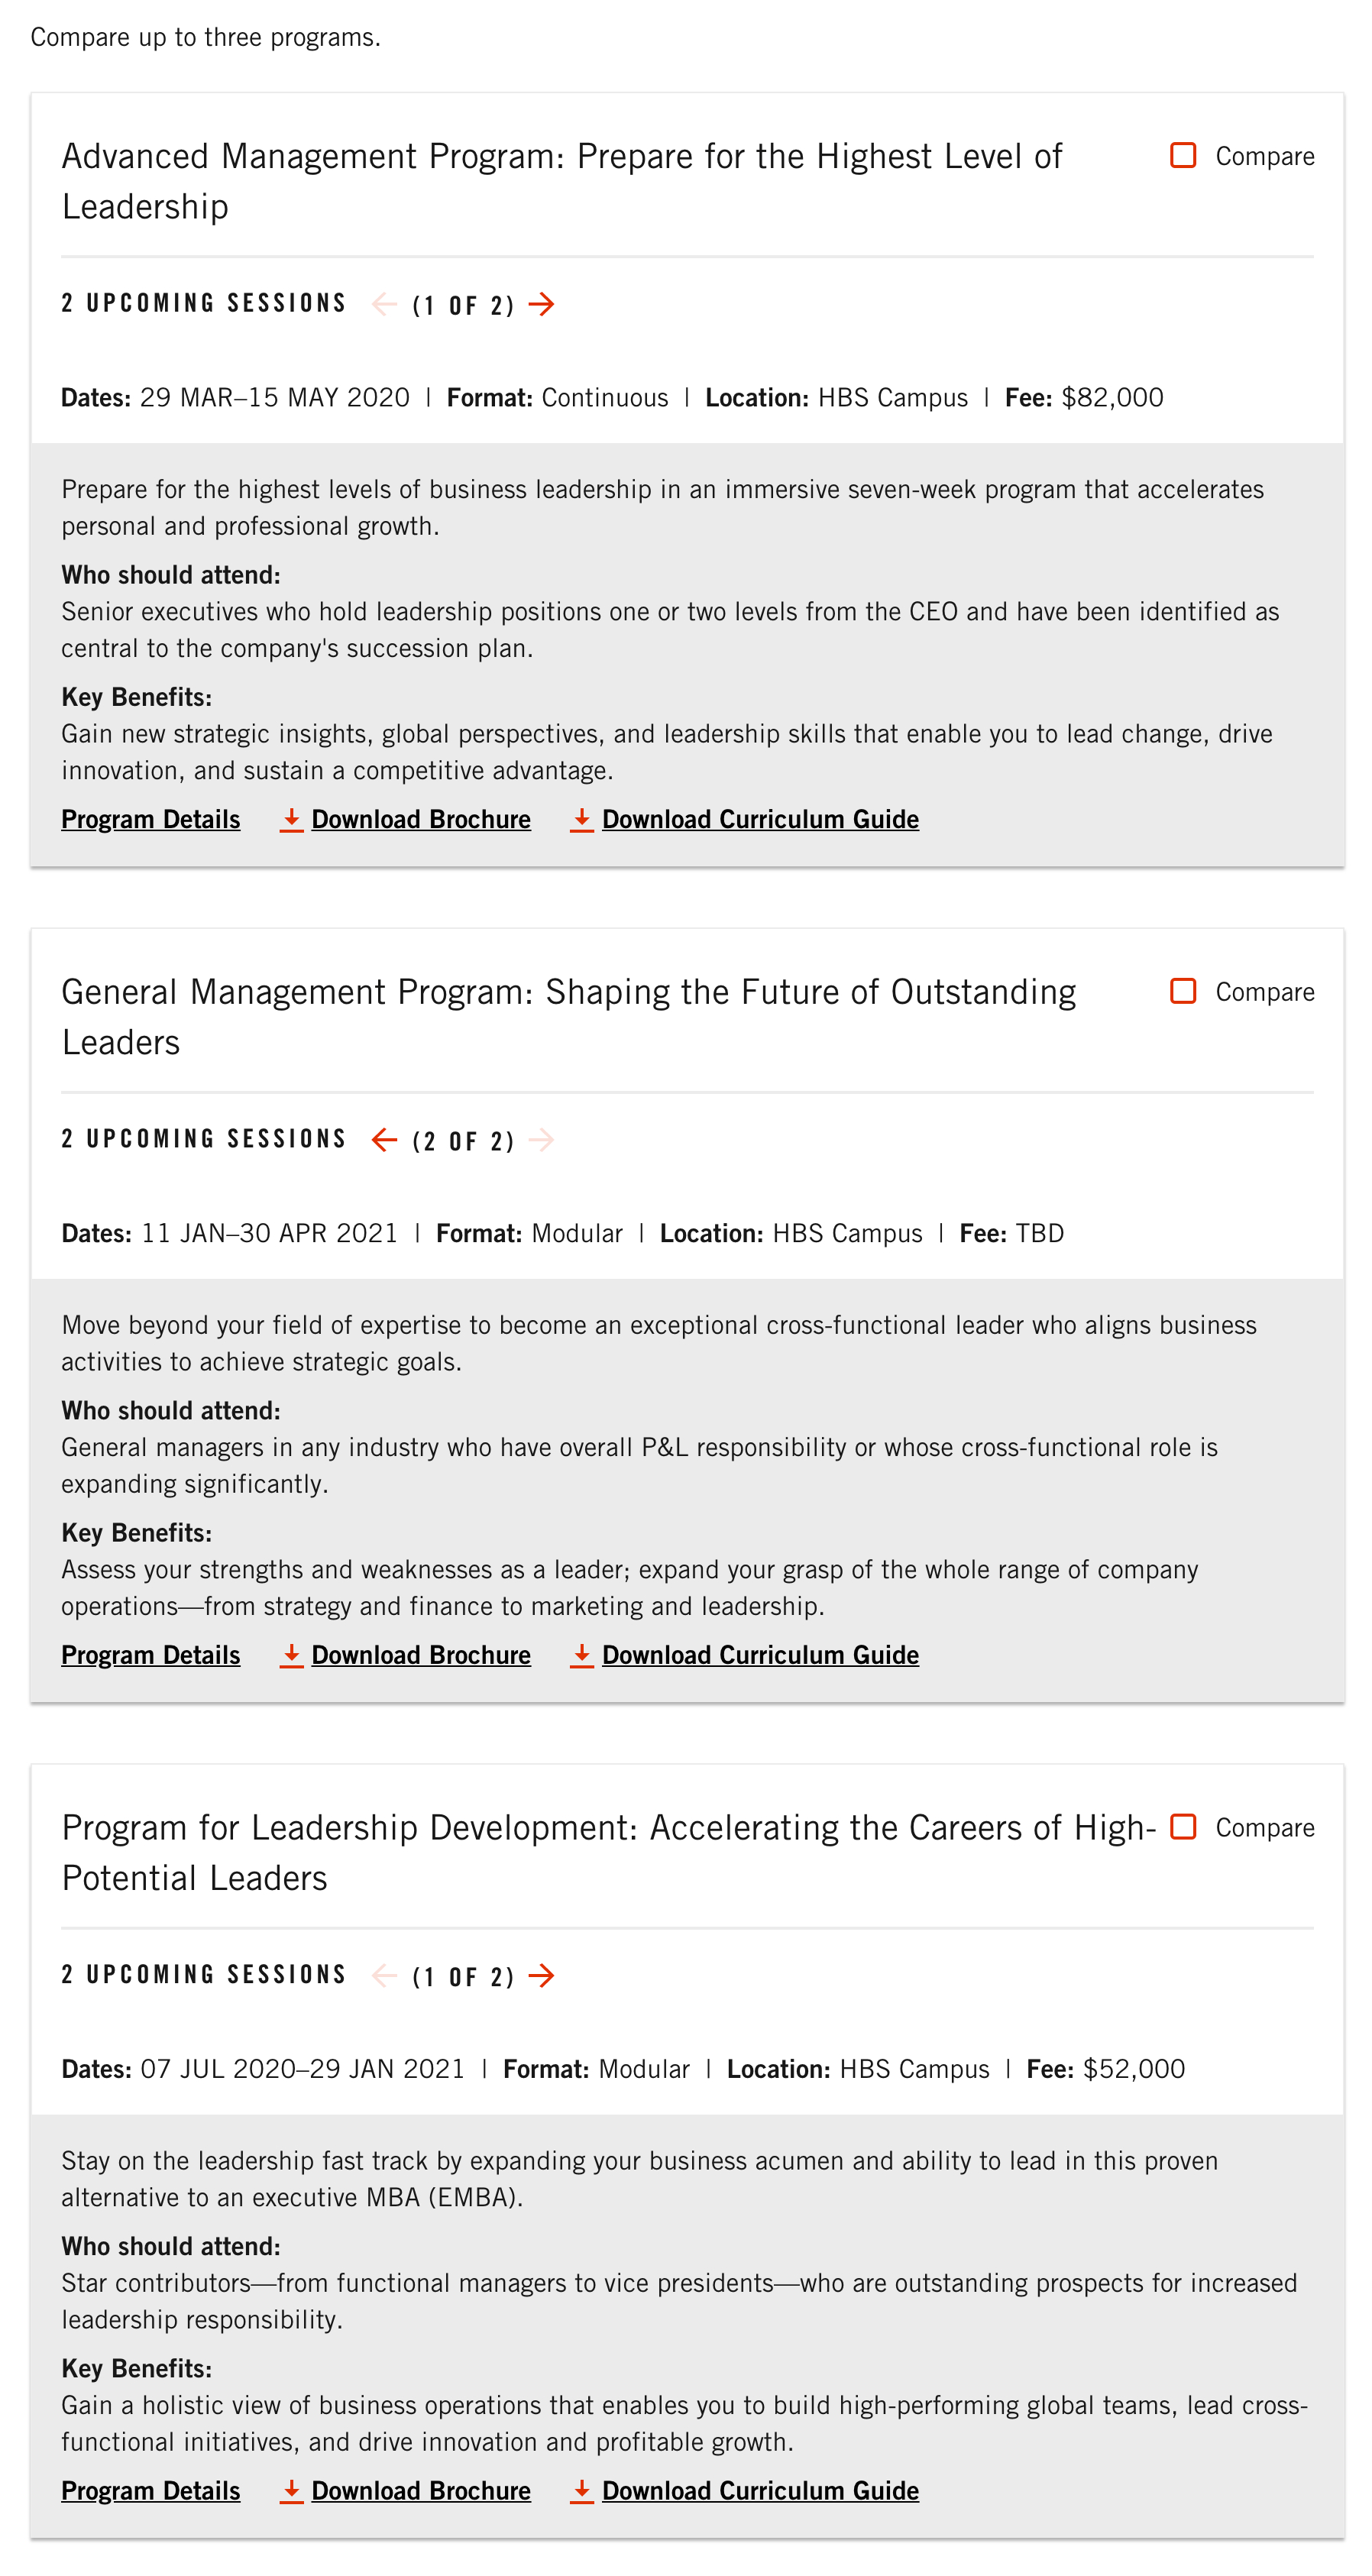 Compare up to three programs.
Advanced Management Program: Prepare for the Highest Level of
Leadership
Compare
2 UPCOMING SESSIONS (1 OF 2)
Dates: 29 MAR–15 MAY 2020 | Format: Continuous | Location: HBS Campus | Fee: $82,000
Prepare for the highest levels of business leadership in an immersive seven-week program that accelerates
personal and professional growth.
Who should attend:
Senior executives who hold leadership positions one or two levels from the CEO and have been identified as
central to the company's succession plan.
Key Benefits:
Gain new strategic insights, global perspectives, and leadership skills that enable you to lead change, drive
innovation, and sustain a competitive advantage.
Program Details Download Brochure Download Curriculum Guide
General Management Program: Shaping the Future of Outstanding
Leaders
Compare
2 UPCOMING SESSIONS (2 OF 2)
Dates: 11 JAN–30 APR 2021 | Format: Modular | Location: HBS Campus | Fee: TBD
Move beyond your field of expertise to become an exceptional cross-functional leader who aligns business
activities to achieve strategic goals.
Who should attend:
General managers in any industry who have overall P&L responsibility or whose cross-functional role is
expanding significantly.
Key Benefits:
Assess your strengths and weaknesses as a leader; expand your grasp of the whole range of company
operations—from strategy and finance to marketing and leadership.
Program Details Download Brochure Download Curriculum Guide
Program for Leadership Development: Accelerating the Careers of High-
Potential Leaders
Compare
2 UPCOMING SESSIONS (1 OF 2)
Dates: 07 JUL 2020–29 JAN 2021 | Format: Modular | Location: HBS Campus | Fee: $52,000
Stay on the leadership fast track by expanding your business acumen and ability to lead in this proven
alternative to an executive MBA (EMBA).
Who should attend:
Star contributors—from functional managers to vice presidents—who are outstanding prospects for increased
leadership responsibility.
Key Benefits:
Gain a holistic view of business operations that enables you to build high-performing global teams, lead cross-
functional initiatives, and drive innovation and profitable growth.
Program Details Download Brochure Download Curriculum Guide